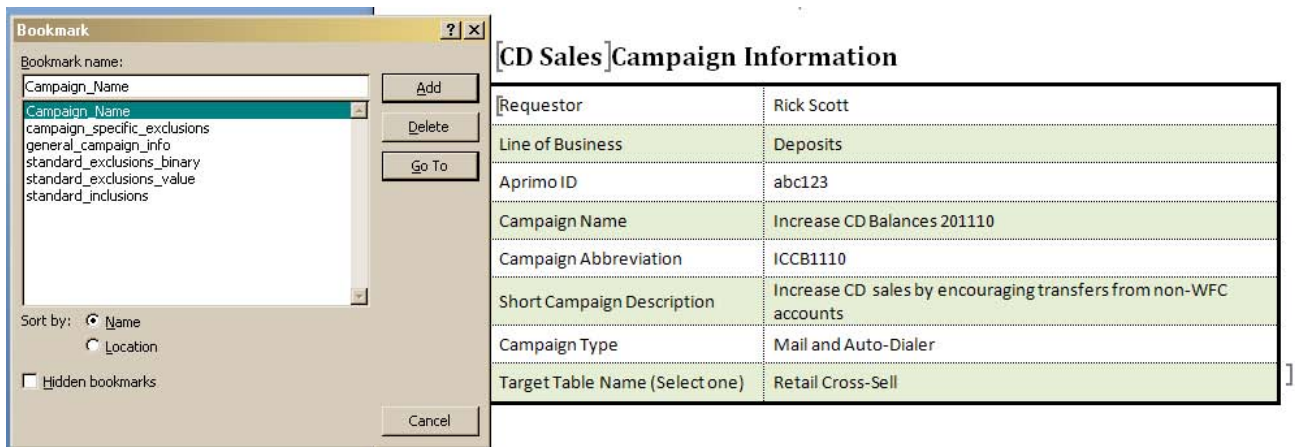 Bookmark
Bookmark name:
Campaign_Name
Add
Campaign_Name
campaign_specific_exclusions
general_campaign_info
standard_exclusions_binary
standard_exclusions_value
standard_inclusions
Delete
Go To
Sort by: Name
Location
Hidden bookmarks
Cancel
[CD Sales]Campaign Information
[Requestor Rick Scott
Line of Business Deposits
Aprimo ID abc123
Campaign Name Increase CD Balances 201110
Campaign Abbreviation ICCB1110
Short Campaign Description Increase CD sales by encouraging transfers from non-WFC
accounts
Campaign Type Mail and Auto-Dialer
Target Table Name (Select one) Retail Cross-Sell ]